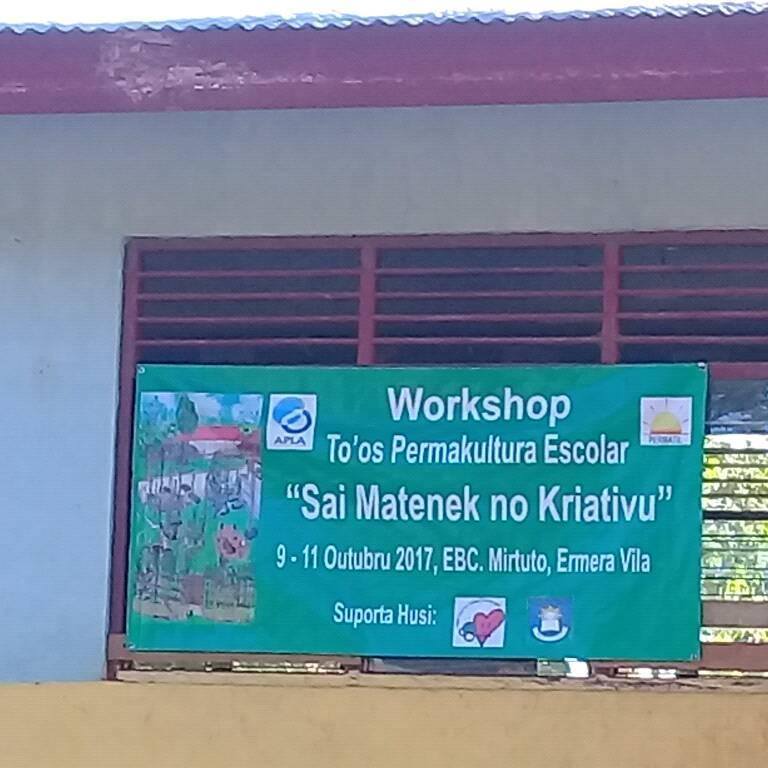 Workshop
To'os Permakultura Escolar
"Sai Matenek no Kriativu"
9 - 11 Outubru 2017, EBC. Mirtuto, Ermera Vila
Suporta Husi:
APLA
PERMATIL